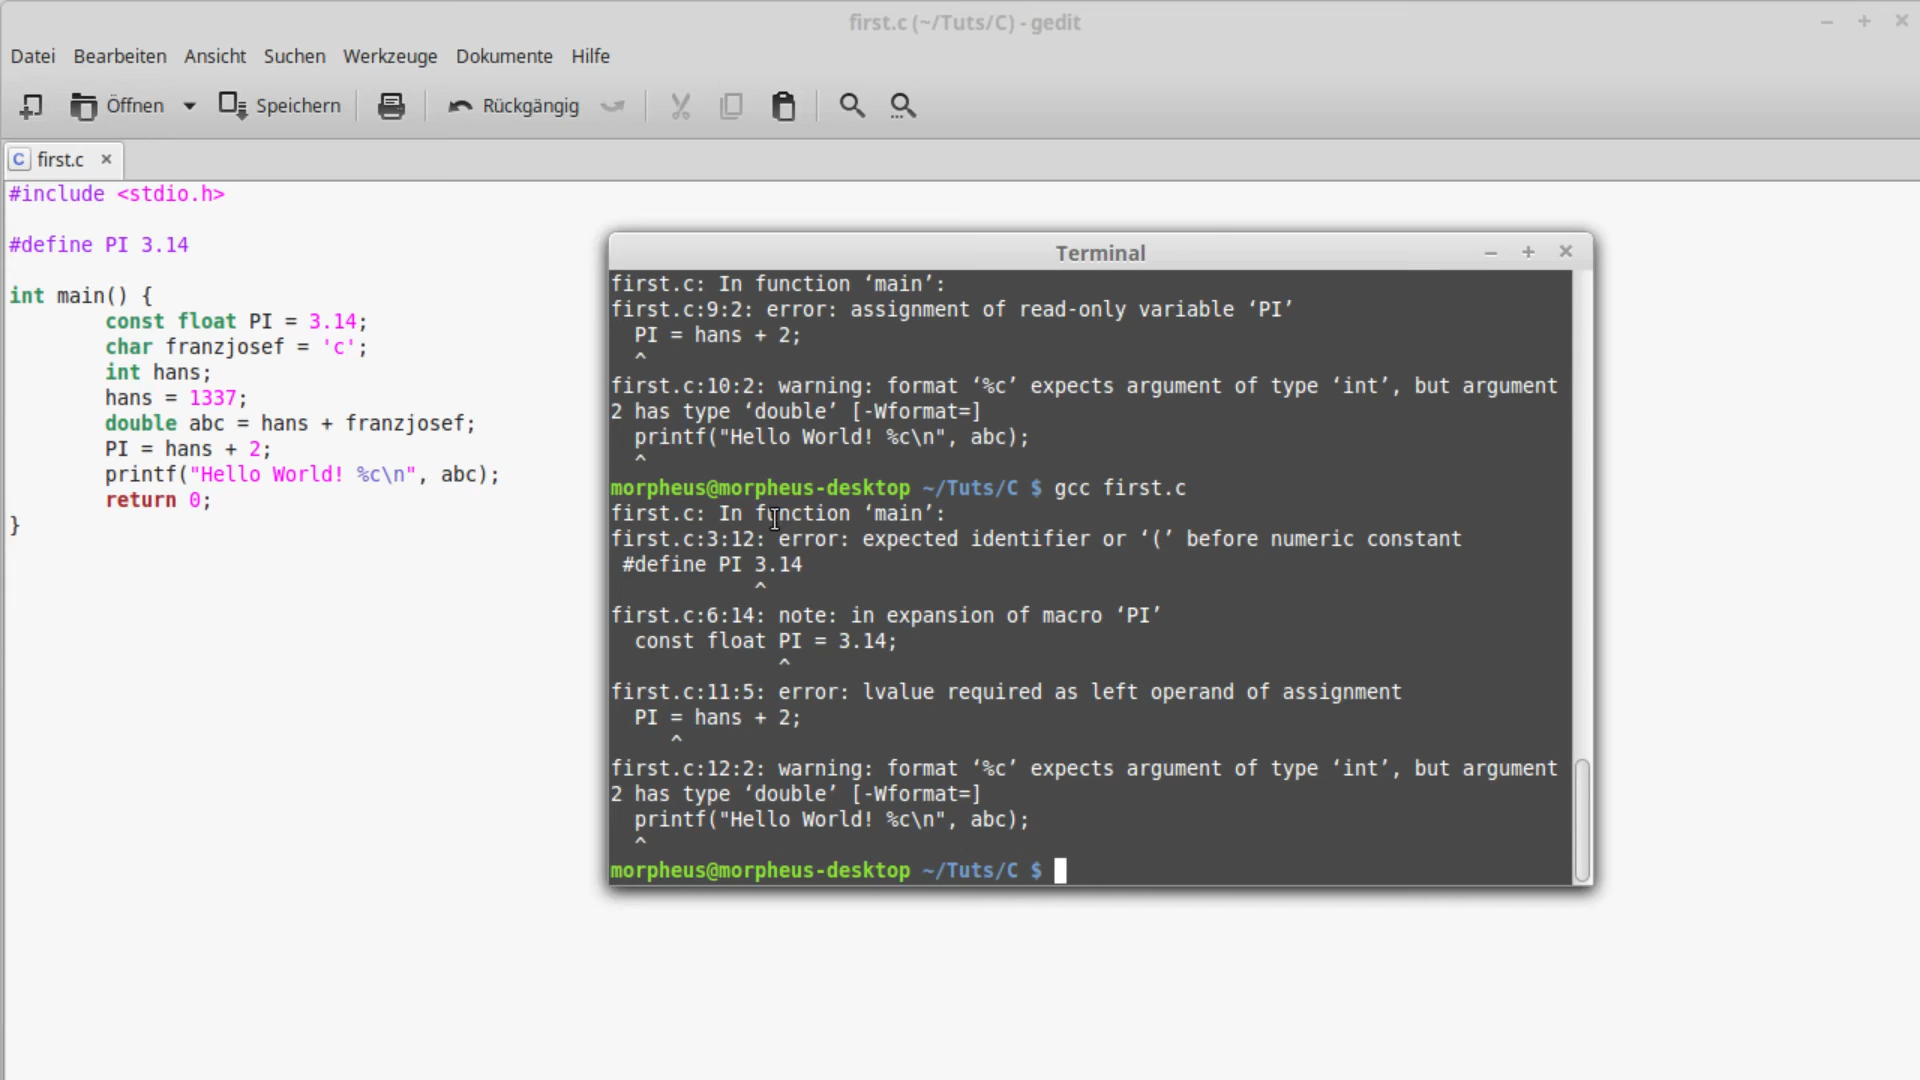 first.c (~/Tuts/C) - gedit
Datei Bearbeiten Ansicht Suchen Werkzeuge Dokumente Hilfe
Öffnen Speichern Rückgängig
C first.c
#include <stdio.h>
#define PI 3.14
int main() {
const float PI = 3.14;
char franzjosef = 'c';
int hans;
hans = 1337;
double abc = hans + franzjosef;
PI = hans + 2;
printf("Hello World! %c\n", abc);
return 0;
}
Terminal
first.c: In function ‘main’:
first.c:9:2: error: assignment of read-only variable ‘PI’
PI = hans + 2;
^
first.c:10:2: warning: format ‘%c’ expects argument of type ‘int’, but argument
2 has type ‘double’ [-Wformat=]
printf("Hello World! %c\n", abc);
^
morpheus@morpheus-desktop ~/Tuts/C $ gcc first.c
first.c: In function ‘main’:
first.c:3:12: error: expected identifier or ‘(’ before numeric constant
#define PI 3.14
^
first.c:6:14: note: in expansion of macro ‘PI’
const float PI = 3.14;
^
first.c:11:5: error: lvalue required as left operand of assignment
PI = hans + 2;
^
first.c:12:2: warning: format ‘%c’ expects argument of type ‘int’, but argument
2 has type ‘double’ [-Wformat=]
printf("Hello World! %c\n", abc);
^
morpheus@morpheus-desktop ~/Tuts/C $